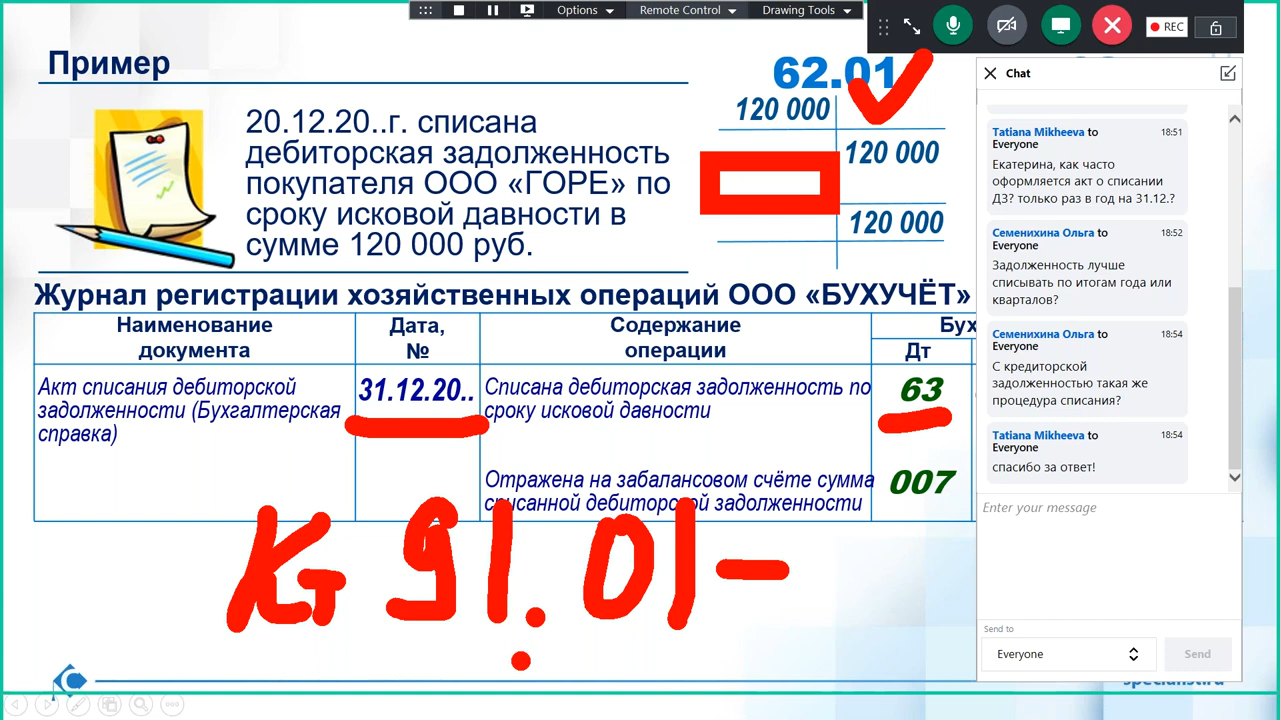 Options
Remote Control
Drawing Tools
REC
Пример
62.01
120 000
120 000
120 000
20.12.20..г. списана
дебиторская задолженность
покупателя ООО «ГОРЕ» по
сроку исковой давности в
сумме 120 000 руб.
Журнал регистрации хозяйственных операций ООО «БУХУЧЁТ»
Наименование
документа
Дата,
№
Содержание
операции
Бух
Дт
Акт списания дебиторской
задолженности (Бухгалтерская
справка)
31.12.20..
Списана дебиторская задолженность по
сроку исковой давности
63
Отражена на забалансовом счёте сумма
списанной дебиторской задолженности
007
Кт 91.01 –
Chat
Tatiana Mikheeva to
Everyone
18:51
Екатерина, как часто
оформляется акт о списании
ДЗ? только раз в год на 31.12.?
Семенихина Ольга to
Everyone
18:52
Задолженность лучше
списывать по итогам года или
кварталов?
Семенихина Ольга to
Everyone
18:54
С кредиторской
задолженностью такая же
процедура списания?
Tatiana Mikheeva to
Everyone
18:54
спасибо за ответ!
Enter your message
Send to
Everyone
Send